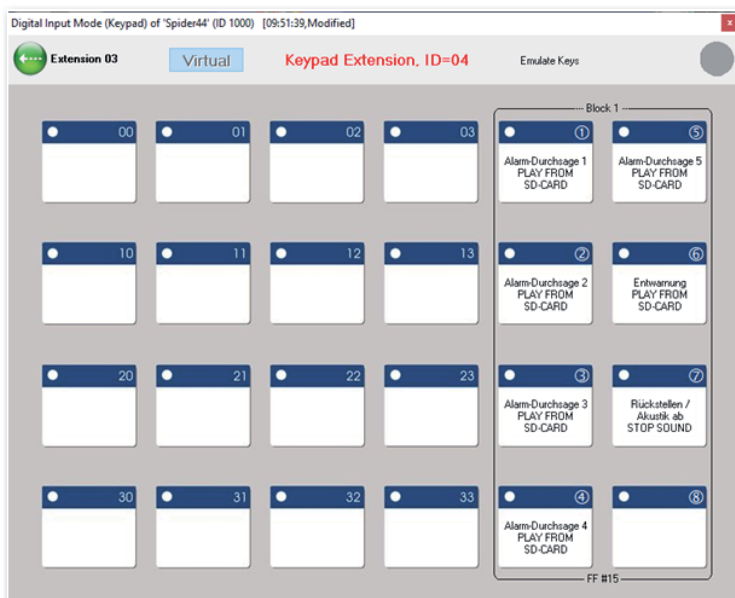 Digital Input Mode (Keypad) of 'Spider44' (ID 1000) [09:51:39,Modified]
x
Extension 03
Virtual
Keypad Extension, ID=04
Emulate Keys
Block 1
00
01
02
03
①
⑤
Alarm-Durchsage 1
PLAY FROM
SD-CARD
Alarm-Durchsage 5
PLAY FROM
SD-CARD
10
11
12
13
②
⑥
Alarm-Durchsage 2
PLAY FROM
SD-CARD
Entwarnung
PLAY FROM
SD-CARD
20
21
22
23
③
⑦
Alarm-Durchsage 3
PLAY FROM
SD-CARD
Rückstellen /
Akustik ab
STOP SOUND
30
31
32
33
④
⑧
Alarm-Durchsage 4
PLAY FROM
SD-CARD
FF #15